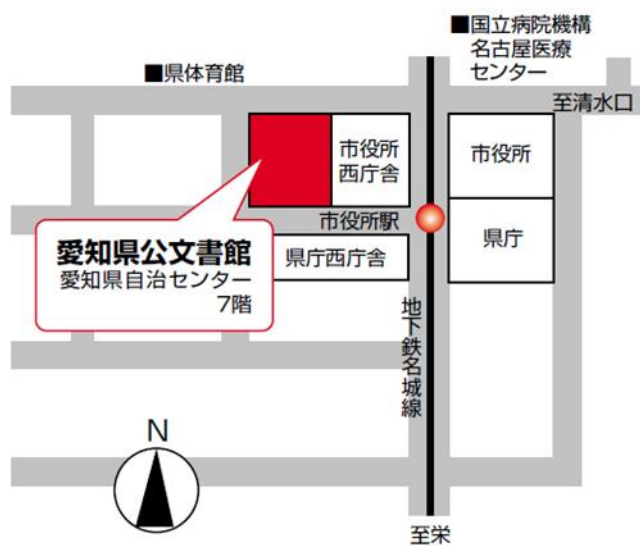 ■国立病院機構
名古屋医療
センター
■県体育館
至清水口
市役所
西庁舎
市役所
市役所駅
愛知県公文書館
愛知県自治センター
7階
県庁西庁舎
県庁
地下鉄名城線
N
至栄